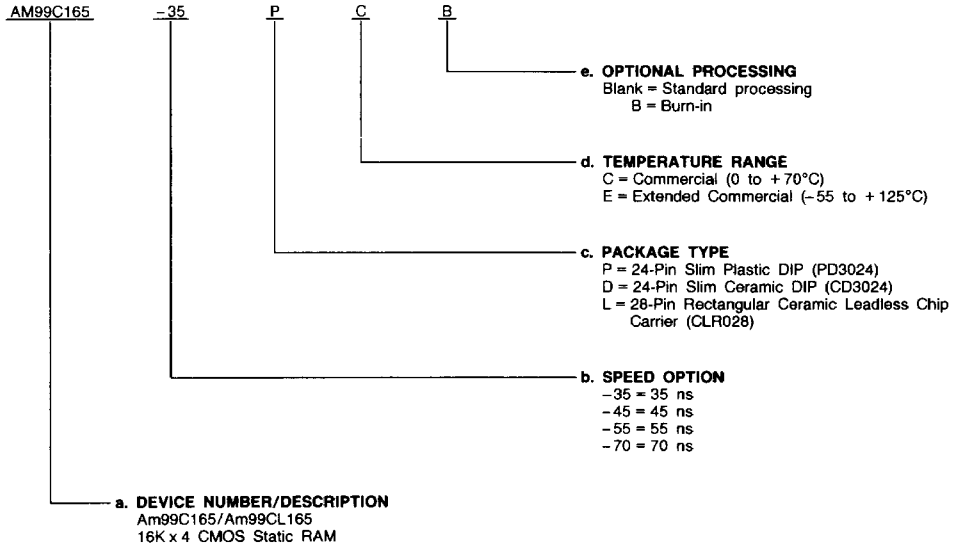 AM99C165 -35 P C B
e. OPTIONAL PROCESSING
Blank = Standard processing
B = Burn-in
d. TEMPERATURE RANGE
C = Commercial (0 to +70°C)
E = Extended Commercial (-55 to +125°C)
c. PACKAGE TYPE
P = 24-Pin Slim Plastic DIP (PD3024)
D = 24-Pin Slim Ceramic DIP (CD3024)
L = 28-Pin Rectangular Ceramic Leadless Chip
Carrier (CLR028)
b. SPEED OPTION
-35 = 35 ns
-45 = 45 ns
-55 = 55 ns
-70 = 70 ns
a. DEVICE NUMBER/DESCRIPTION
Am99C165/Am99CL165
16K x 4 CMOS Static RAM